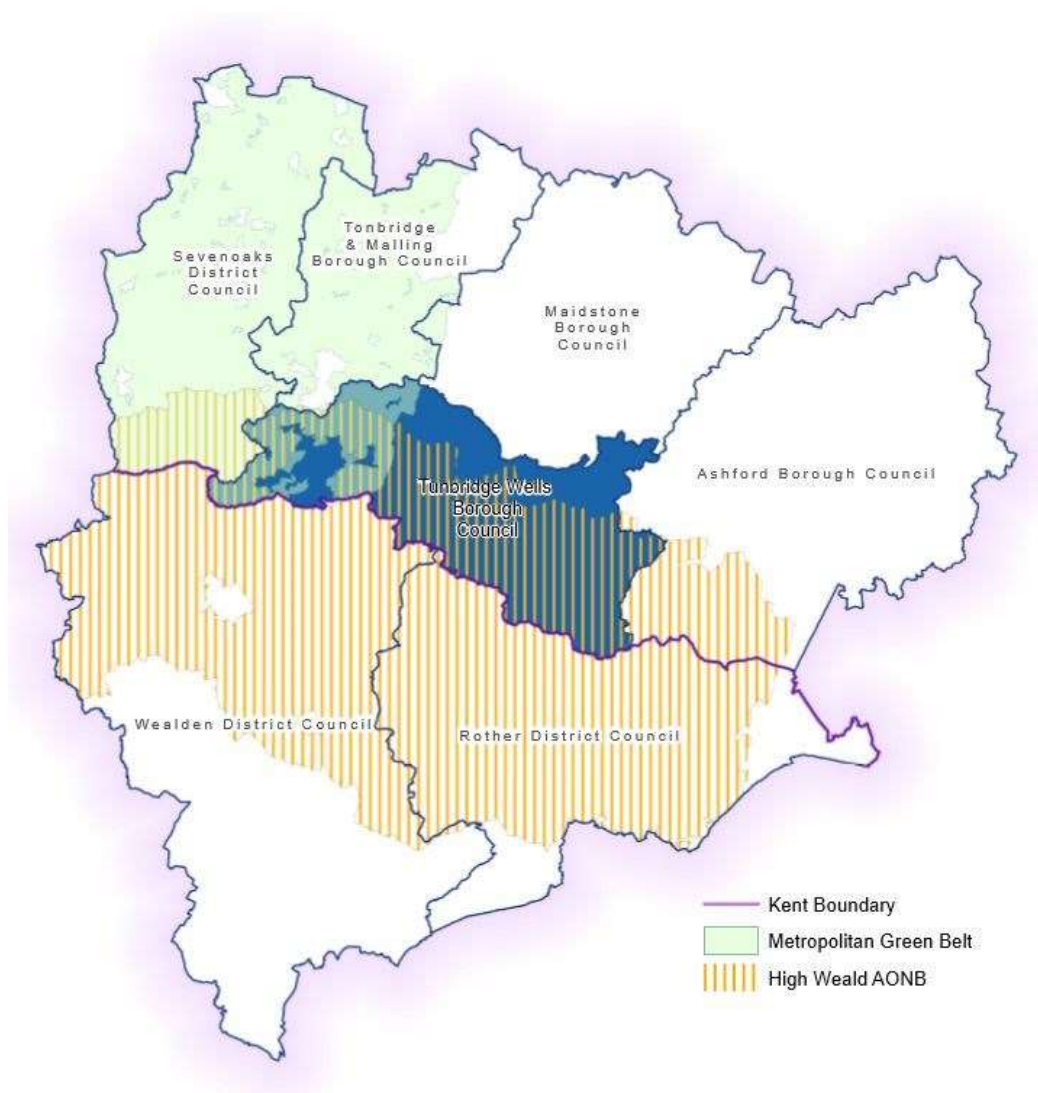 Tonbridge
& Malling
Borough Council
Sevenoaks
District
Council
Maidstone
Borough
Council
Ashford Borough Council
Tunbridge Wells
Borough
Council
Wealden District Council
Rother District Council
Kent Boundary
Metropolitan Green Belt
High Weald AONB